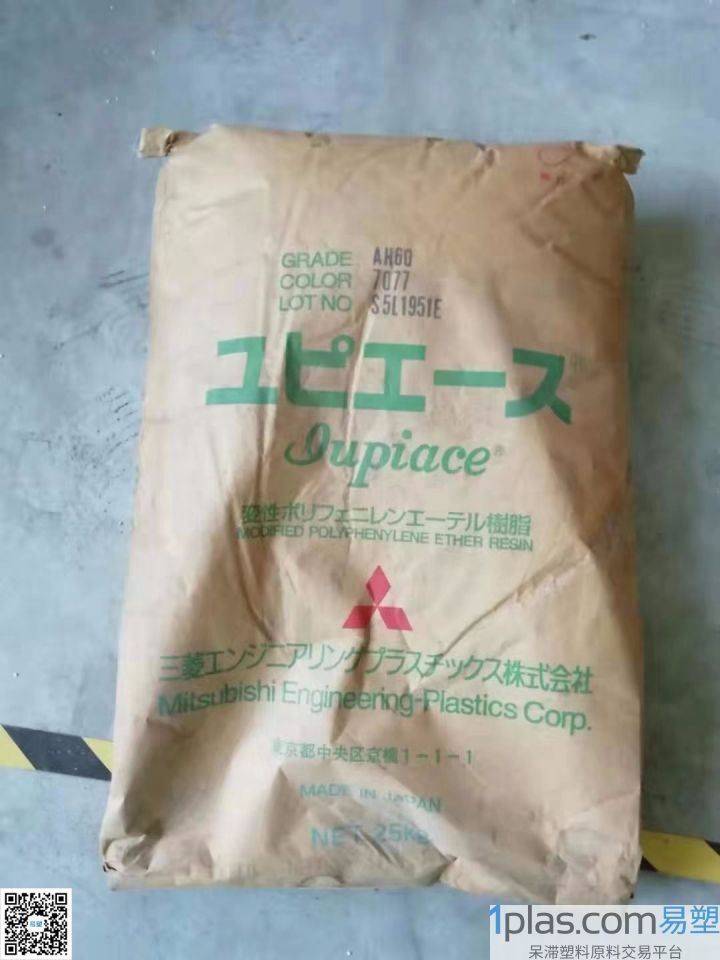 GRADE AH60
COLOR 7077
LOT NO S5L1951E
ユピエース
Iupiace®
変性ポリフェニレンエーテル樹脂
MODIFIED POLYPHENYLENE ETHER RESIN
三菱エンジニアリングプラスチックス株式会社
Mitsubishi Engineering-Plastics Corp.
東京都中央区京橋1-1-1
MADE IN JAPAN
NET 25Kg
易塑
1plas.com易塑
呆滞塑料原料交易平台